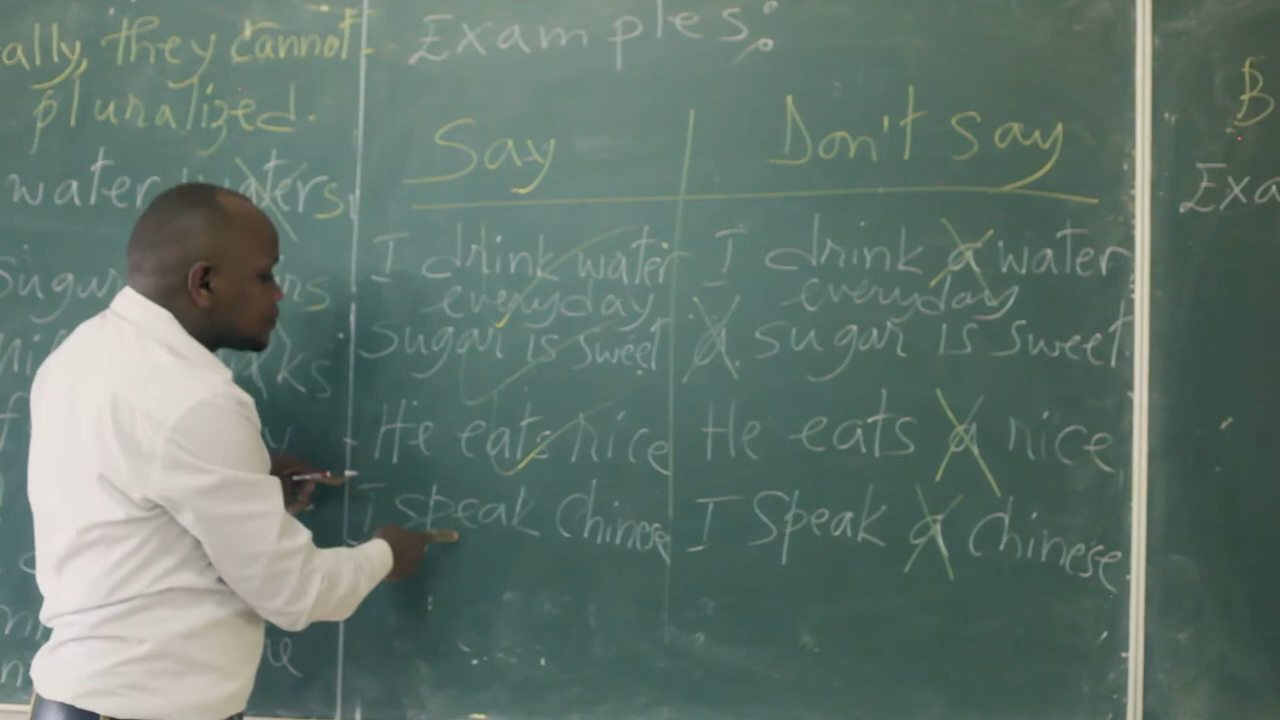 ally, they cannot
pluralized.
water waters
Sugar
Examples:
Say Don't say
I drink water I drink a water
everyday everyday
Sugar is sweet a sugar is sweet
He eats rice He eats a rice
I speak Chinese I Speak a Chinese
B
Exa